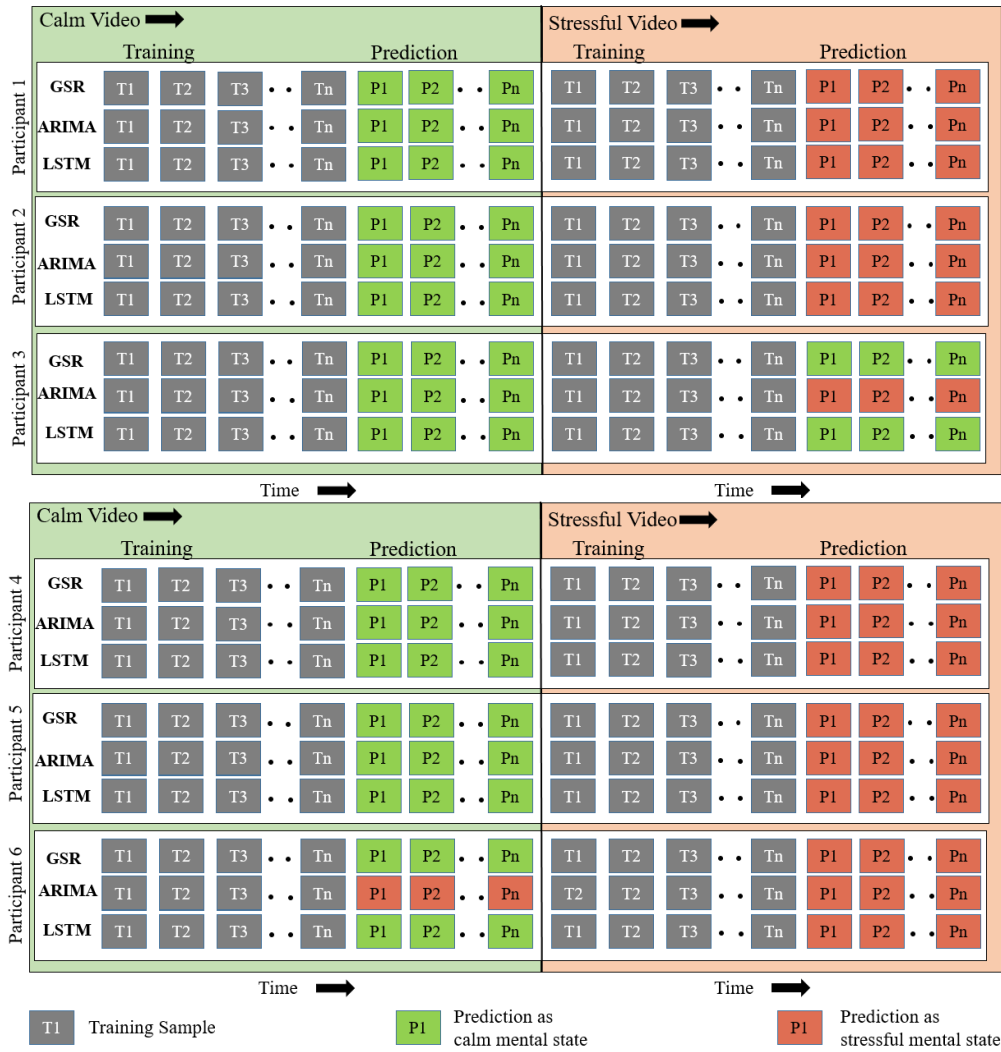 Calm Video
Stressful Video
Training Prediction Training Prediction
Participant 1
GSR T1 T2 T3 Tn P1 P2 Pn T1 T2 T3 Tn P1 P2 Pn
ARIMA T1 T2 T3 Tn P1 P2 Pn T1 T2 T3 Tn P1 P2 Pn
LSTM T1 T2 T3 Tn P1 P2 Pn T1 T2 T3 Tn P1 P2 Pn
Participant 2
GSR T1 T2 T3 Tn P1 P2 Pn T1 T2 T3 Tn P1 P2 Pn
ARIMA T1 T2 T3 Tn P1 P2 Pn T1 T2 T3 Tn P1 P2 Pn
LSTM T1 T2 T3 Tn P1 P2 Pn T1 T2 T3 Tn P1 P2 Pn
Participant 3
GSR T1 T2 T3 Tn P1 P2 Pn T1 T2 T3 Tn P1 P2 Pn
ARIMA T1 T2 T3 Tn P1 P2 Pn T1 T2 T3 Tn P1 P2 Pn
LSTM T1 T2 T3 Tn P1 P2 Pn T1 T2 T3 Tn P1 P2 Pn
Time Time
Calm Video
Stressful Video
Training Prediction Training Prediction
Participant 4
GSR T1 T2 T3 Tn P1 P2 Pn T1 T2 T3 Tn P1 P2 Pn
ARIMA T1 T2 T3 Tn P1 P2 Pn T1 T2 T3 Tn P1 P2 Pn
LSTM T1 T2 T3 Tn P1 P2 Pn T1 T2 T3 Tn P1 P2 Pn
Participant 5
GSR T1 T2 T3 Tn P1 P2 Pn T1 T2 T3 Tn P1 P2 Pn
ARIMA T1 T2 T3 Tn P1 P2 Pn T1 T2 T3 Tn P1 P2 Pn
LSTM T1 T2 T3 Tn P1 P2 Pn T1 T2 T3 Tn P1 P2 Pn
Participant 6
GSR T1 T2 T3 Tn P1 P2 Pn T1 T2 T3 Tn P1 P2 Pn
ARIMA T1 T2 T3 Tn P1 P2 Pn T2 T2 T3 Tn P1 P2 Pn
LSTM T1 T2 T3 Tn P1 P2 Pn T1 T2 T3 Tn P1 P2 Pn
Time Time
T1 Training Sample
P1 Prediction as
calm mental state
P1 Prediction as
stressful mental state